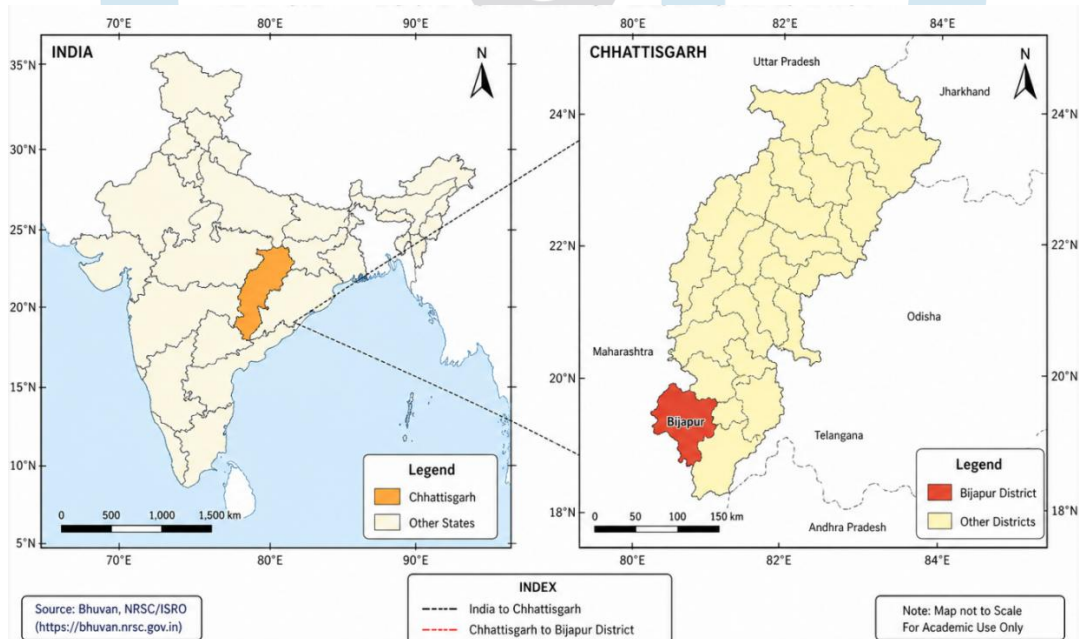 70°E 80°E 90°E
INDIA
N
35°N
30°N
25°N
20°N
15°N
10°N
5°N
Legend
Chhattisgarh
Other States
0 500 1,000 1,500 km
70°E 80°E 90°E
80°E 82°E 84°E
CHHATTISGARH
N
Uttar Pradesh
Jharkhand
24°N 24°N
22°N 22°N
Odisha
Maharashtra
20°N 20°N
Bijapur
Telangana
Legend
Bijapur District
Other Districts
0 50 100 150 km
18°N 18°N
Andhra Pradesh
80°E 82°E 84°E
Source: Bhuvan, NRSC/ISRO
(https://bhuvan.nrsc.gov.in)
INDEX
India to Chhattisgarh
Chhattisgarh to Bijapur District
Note: Map not to Scale
For Academic Use Only